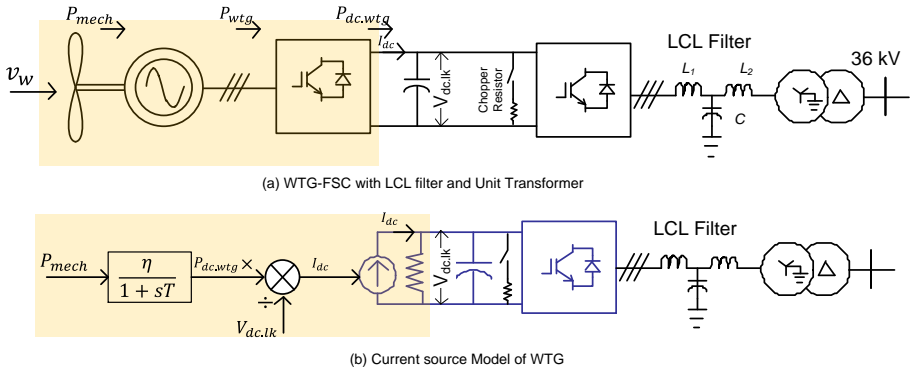 P_mech P_wtg P_dc.wtg
I_dc
LCL Filter
36 kV
v_w
V_dc.lk
Chopper
Resistor
L₁ L₂
C
Y Δ
(a) WTG-FSC with LCL filter and Unit Transformer
I_dc
LCL Filter
P_mech
η
1 + sT
P_dc.wtg × I_dc
÷
V_dc.lk
V_dc.lk
Y Δ
(b) Current source Model of WTG